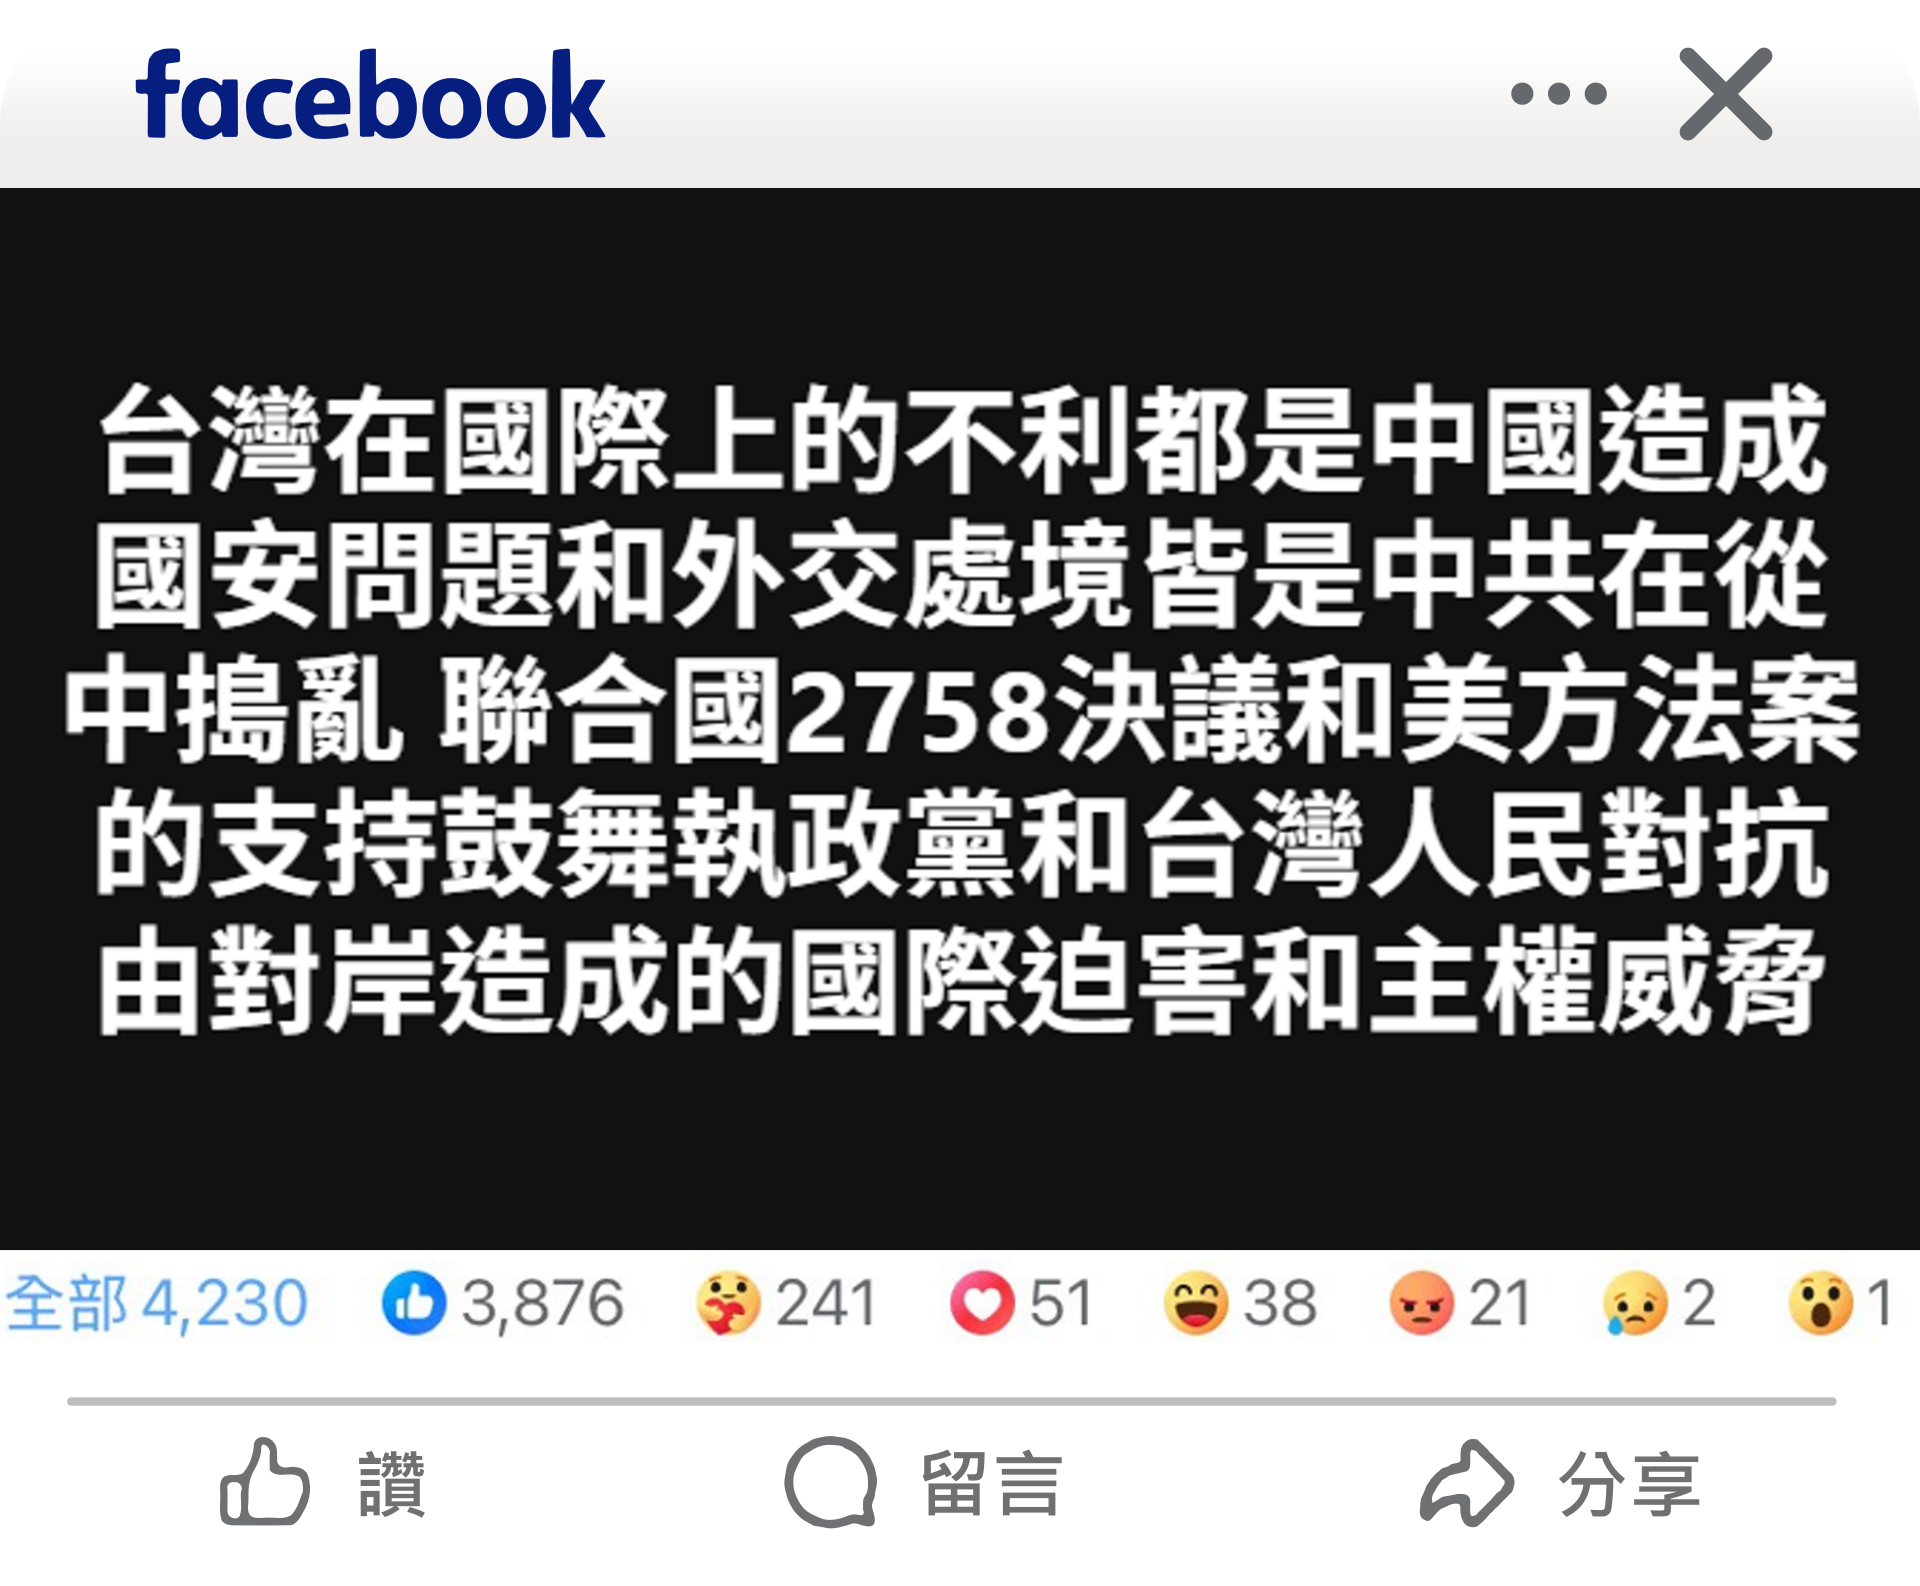 facebook
台灣在國際上的不利都是中國造成
國安問題和外交處境皆是中共在從
中搗亂 聯合國2758決議和美方法案
的支持鼓舞執政黨和台灣人民對抗
由對岸造成的國際迫害和主權威脅
全部 4,230 3,876 241 51 38 21 2 1
讚 留言 分享